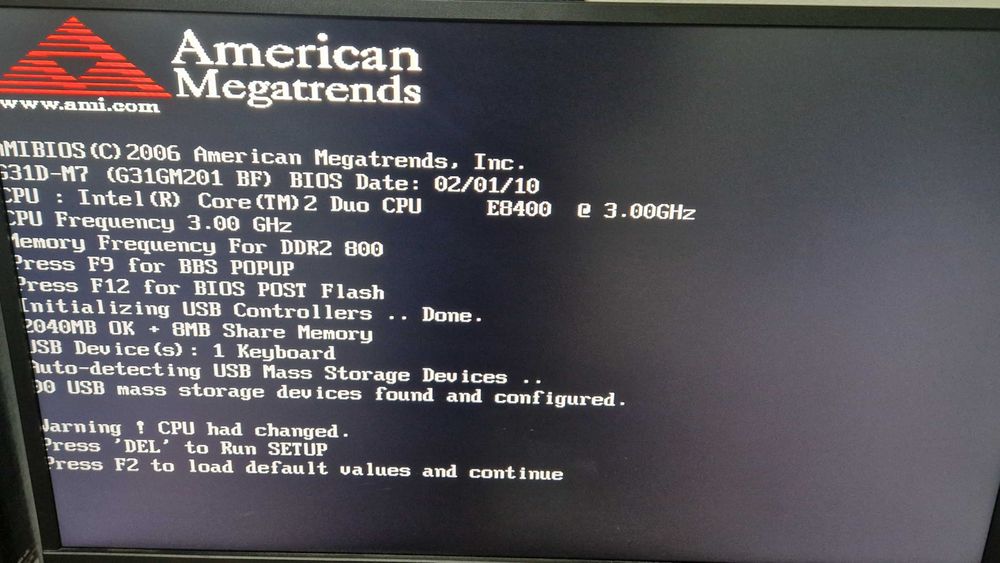 American
Megatrends
www.ami.com
MIBIOS(C)2006 American Megatrends, Inc.
G31D-M7 (G31GM201 BF) BIOS Date: 02/01/10
CPU : Intel(R) Core(TM)2 Duo CPU E8400 @ 3.00GHz
CPU Frequency 3.00 GHz
Memory Frequency For DDR2 800
Press F9 for BBS POPUP
Press F12 for BIOS POST Flash
Initializing USB Controllers .. Done.
2040MB OK + 8MB Share Memory
USB Device(s): 1 Keyboard
Auto-detecting USB Mass Storage Devices ..
00 USB mass storage devices found and configured.
Warning ! CPU had changed.
Press 'DEL' to Run SETUP
Press F2 to load default values and continue